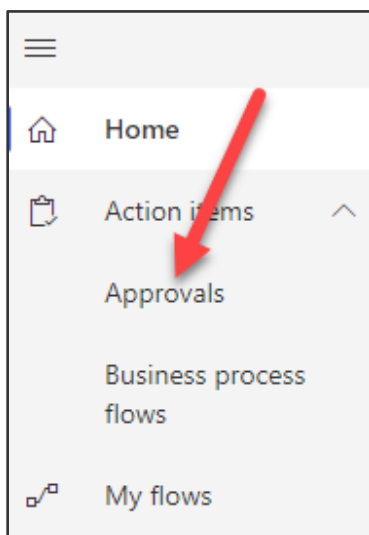 Home
Action items
Approvals
Business process
flows
My flows